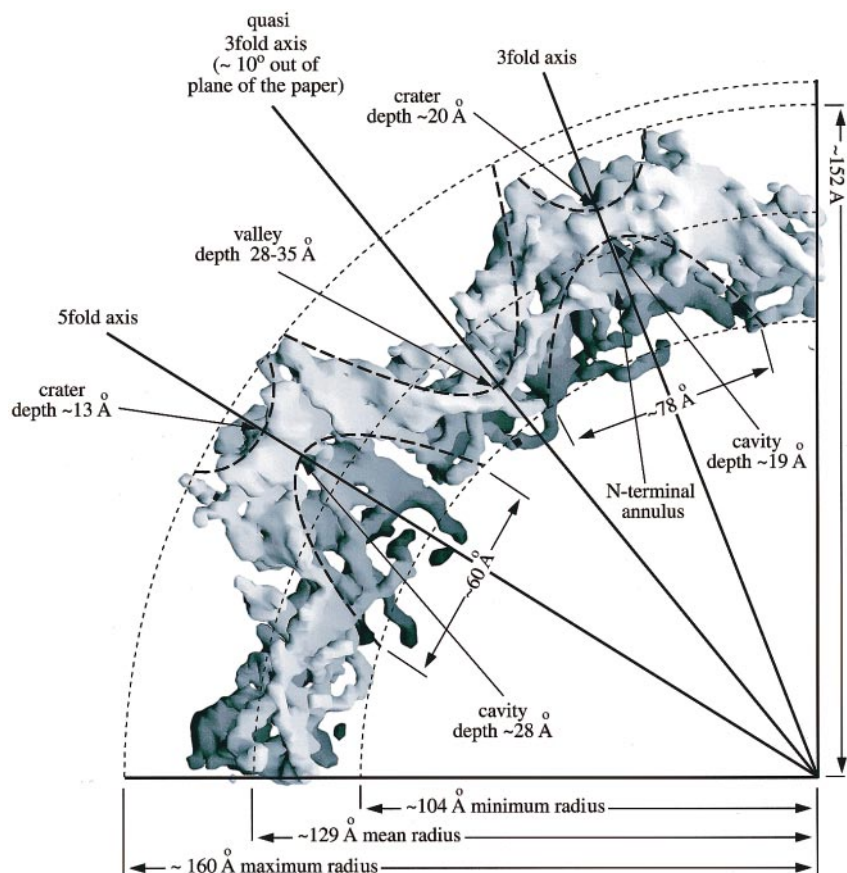 quasi
3fold axis
(~ 10° out of
plane of the paper)
3fold axis
crater
depth ~20 Å
~152 Å
valley
depth 28-35 Å
5fold axis
crater
depth ~13 Å
~78 Å
cavity
depth ~19 Å
N-terminal
annulus
~60 Å
cavity
depth ~28 Å
~104 Å minimum radius
~129 Å mean radius
~ 160 Å maximum radius